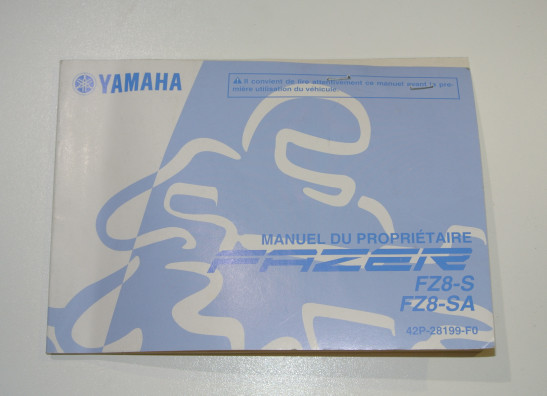 YAMAHA
Il convient de lire attentivement ce manuel avant la pre-
mière utilisation du véhicule.
MANUEL DU PROPRIÉTAIRE
FAZER
FZ8-S
FZ8-SA
42P-28199-F0